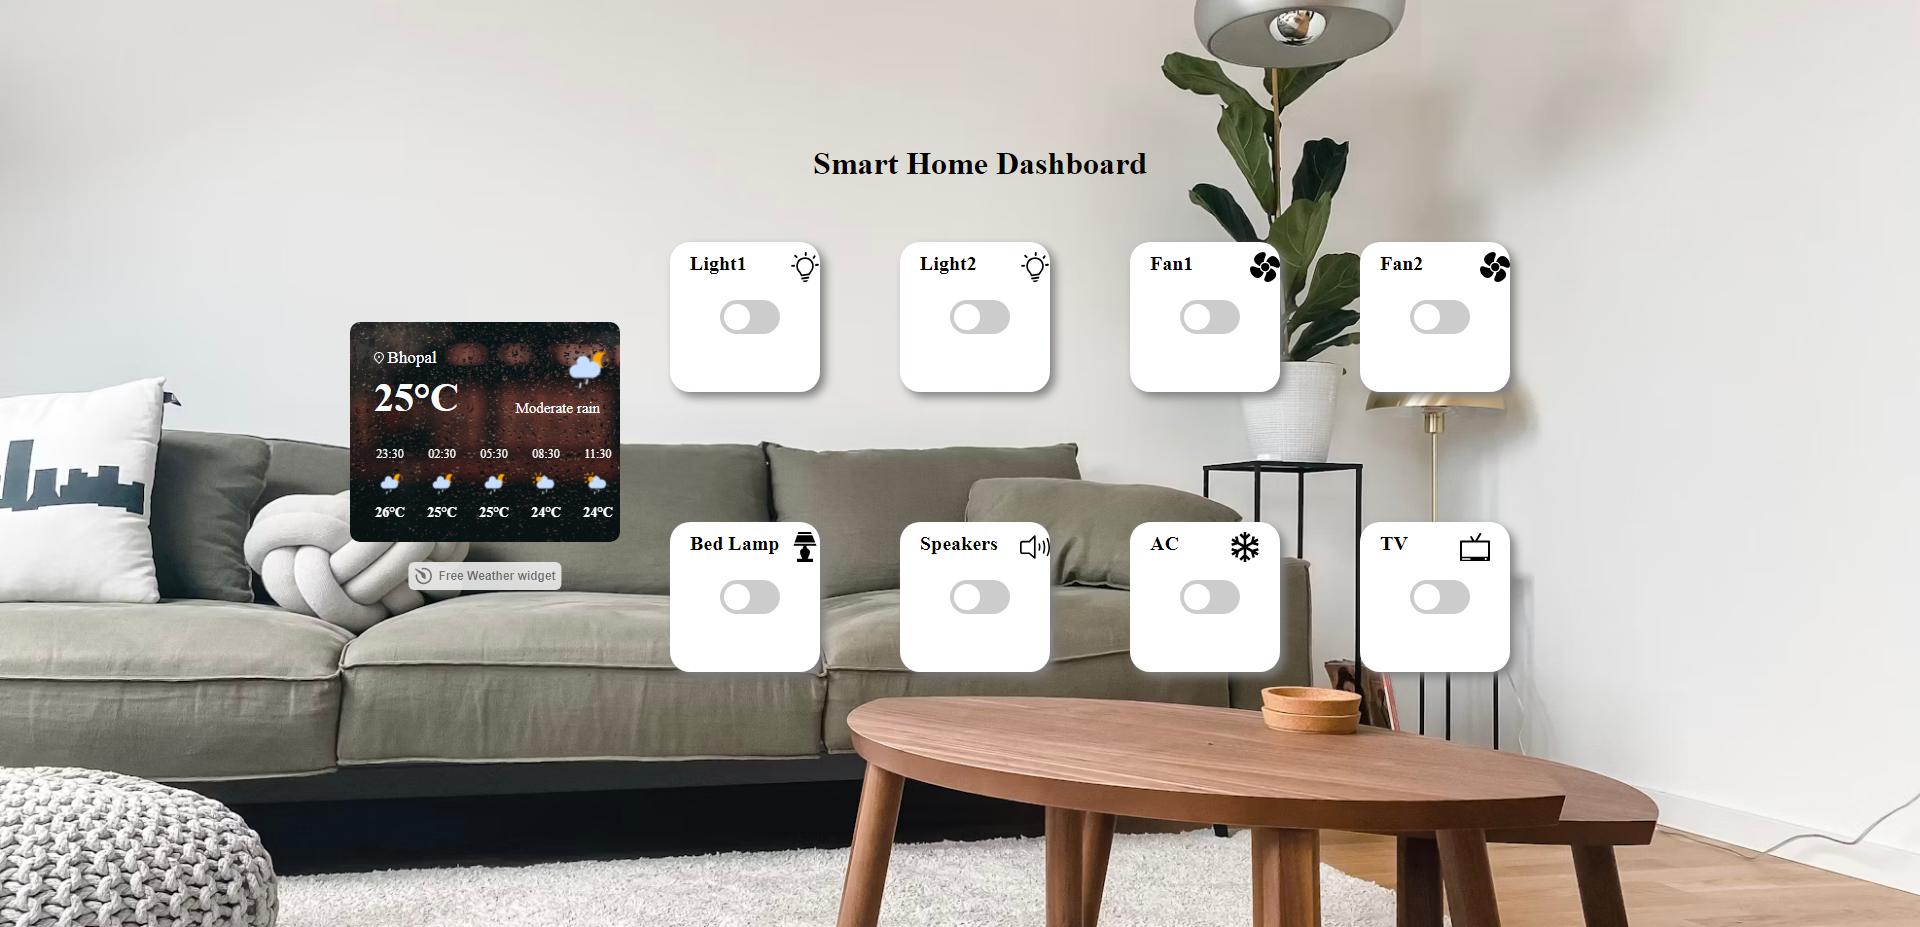 Smart Home Dashboard
Light1
Light2
Fan1
Fan2
Bhopal
25°C
Moderate rain
23:30 02:30 05:30 08:30 11:30
26°C 25°C 25°C 24°C 24°C
Free Weather widget
Bed Lamp
Speakers
AC
TV